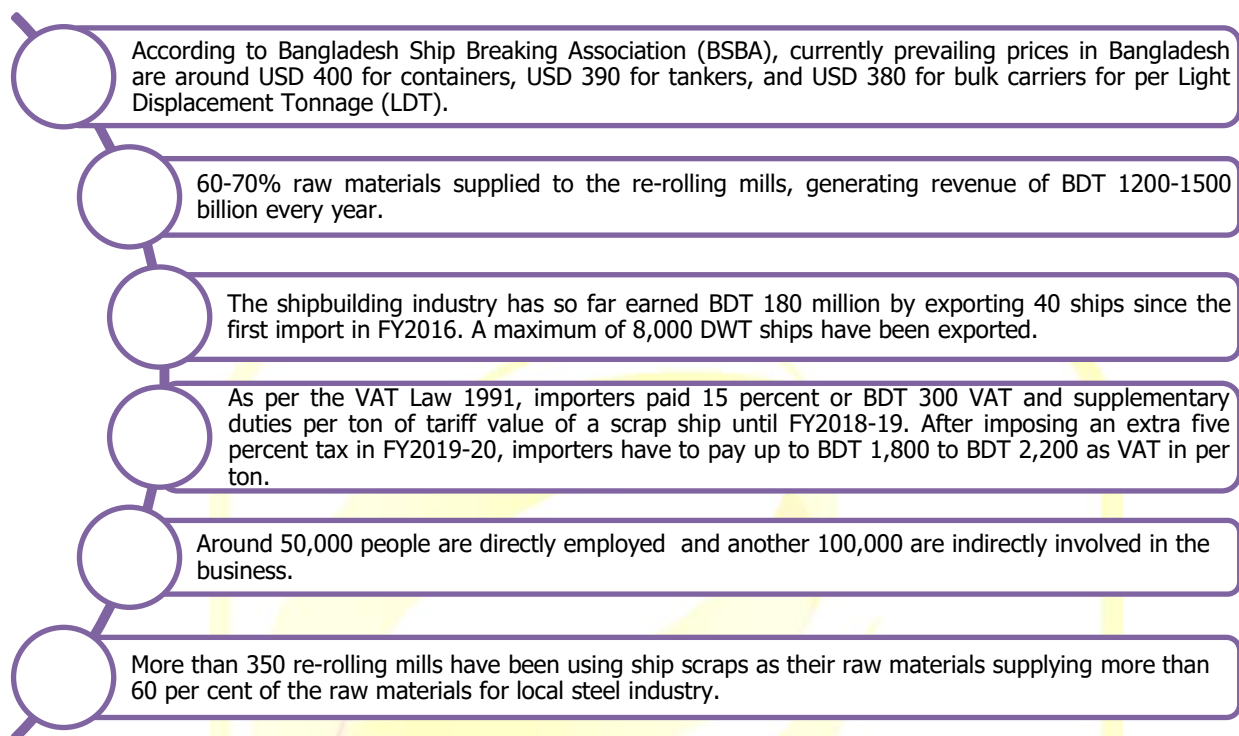 According to Bangladesh Ship Breaking Association (BSBA), currently prevailing prices in Bangladesh
are around USD 400 for containers, USD 390 for tankers, and USD 380 for bulk carriers for per Light
Displacement Tonnage (LDT).
60-70% raw materials supplied to the re-rolling mills, generating revenue of BDT 1200-1500
billion every year.
The shipbuilding industry has so far earned BDT 180 million by exporting 40 ships since the
first import in FY2016. A maximum of 8,000 DWT ships have been exported.
As per the VAT Law 1991, importers paid 15 percent or BDT 300 VAT and supplementary
duties per ton of tariff value of a scrap ship until FY2018-19. After imposing an extra five
percent tax in FY2019-20, importers have to pay up to BDT 1,800 to BDT 2,200 as VAT in per
ton.
Around 50,000 people are directly employed and another 100,000 are indirectly involved in the
business.
More than 350 re-rolling mills have been using ship scraps as their raw materials supplying more than
60 per cent of the raw materials for local steel industry.